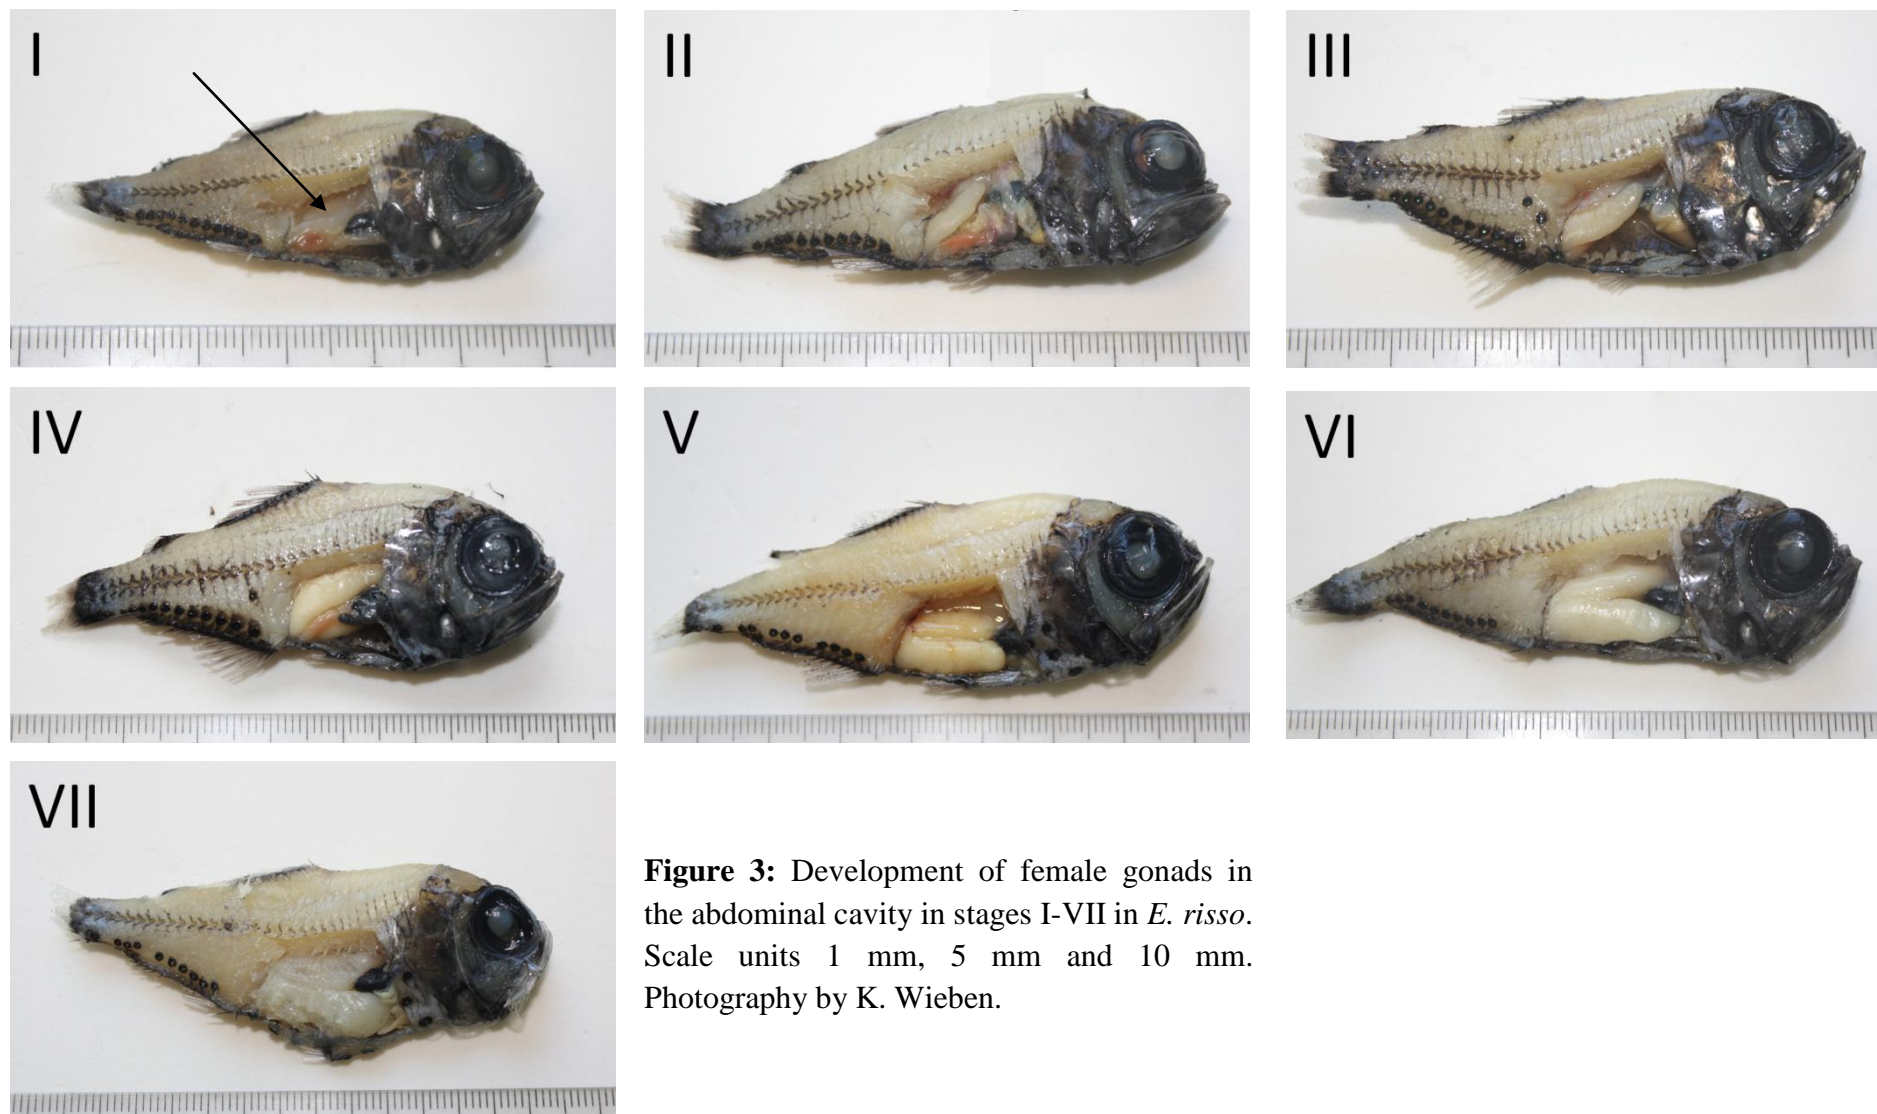 I
II
III
IV
V
VI
VII
Figure 3: Development of female gonads in
the abdominal cavity in stages I-VII in E. risso.
Scale units 1 mm, 5 mm and 10 mm.
Photography by K. Wieben.